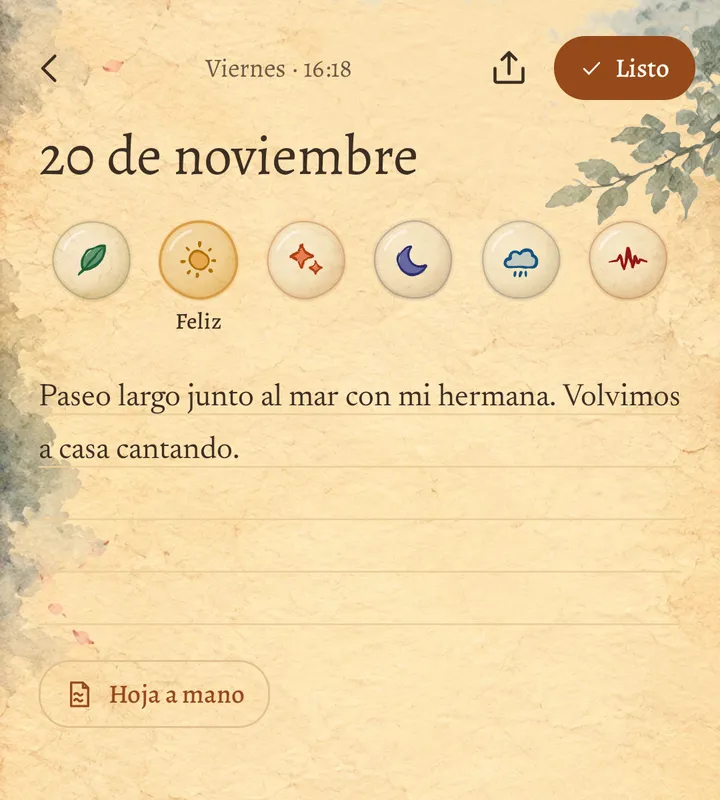 Viernes · 16:18
Listo
20 de noviembre
Feliz
Paseo largo junto al mar con mi hermana. Volvimos
a casa cantando.
Hoja a mano